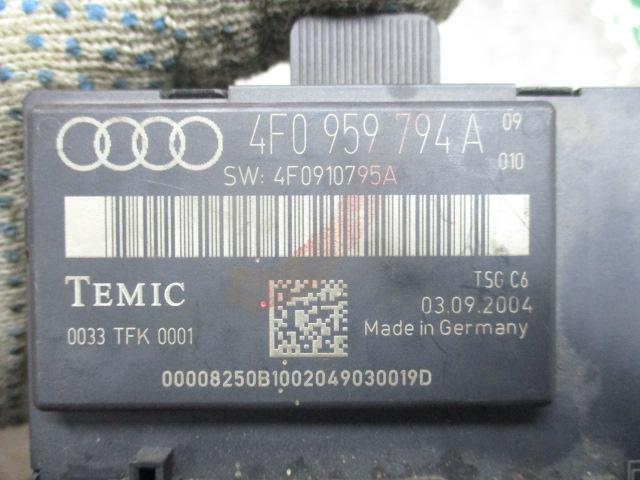 4F0 959 794 A 09
010
SW: 4F0910795A
TEMIC
TSG C6
03.09.2004
0033 TFK 0001
Made in Germany
00008250B1002049030019D